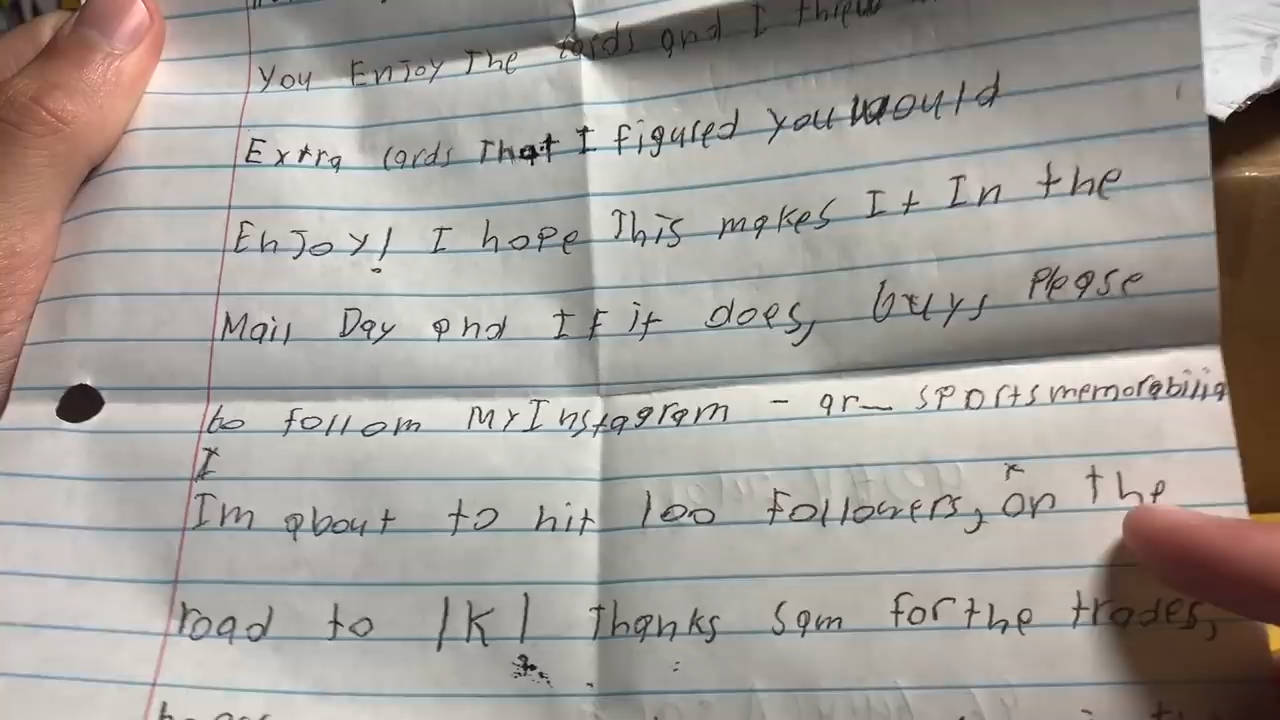 You Enjoy The cards and I threw
Extra cards That I figured you would
Enjoy! I hope This makes It In the
Mail Day and If it does, Guys Please
to follow My Instagram - ar_sportsmemorabilia
I
Im about to hit 100 followers, on the
road to 1K! Thanks Sam for the trades,